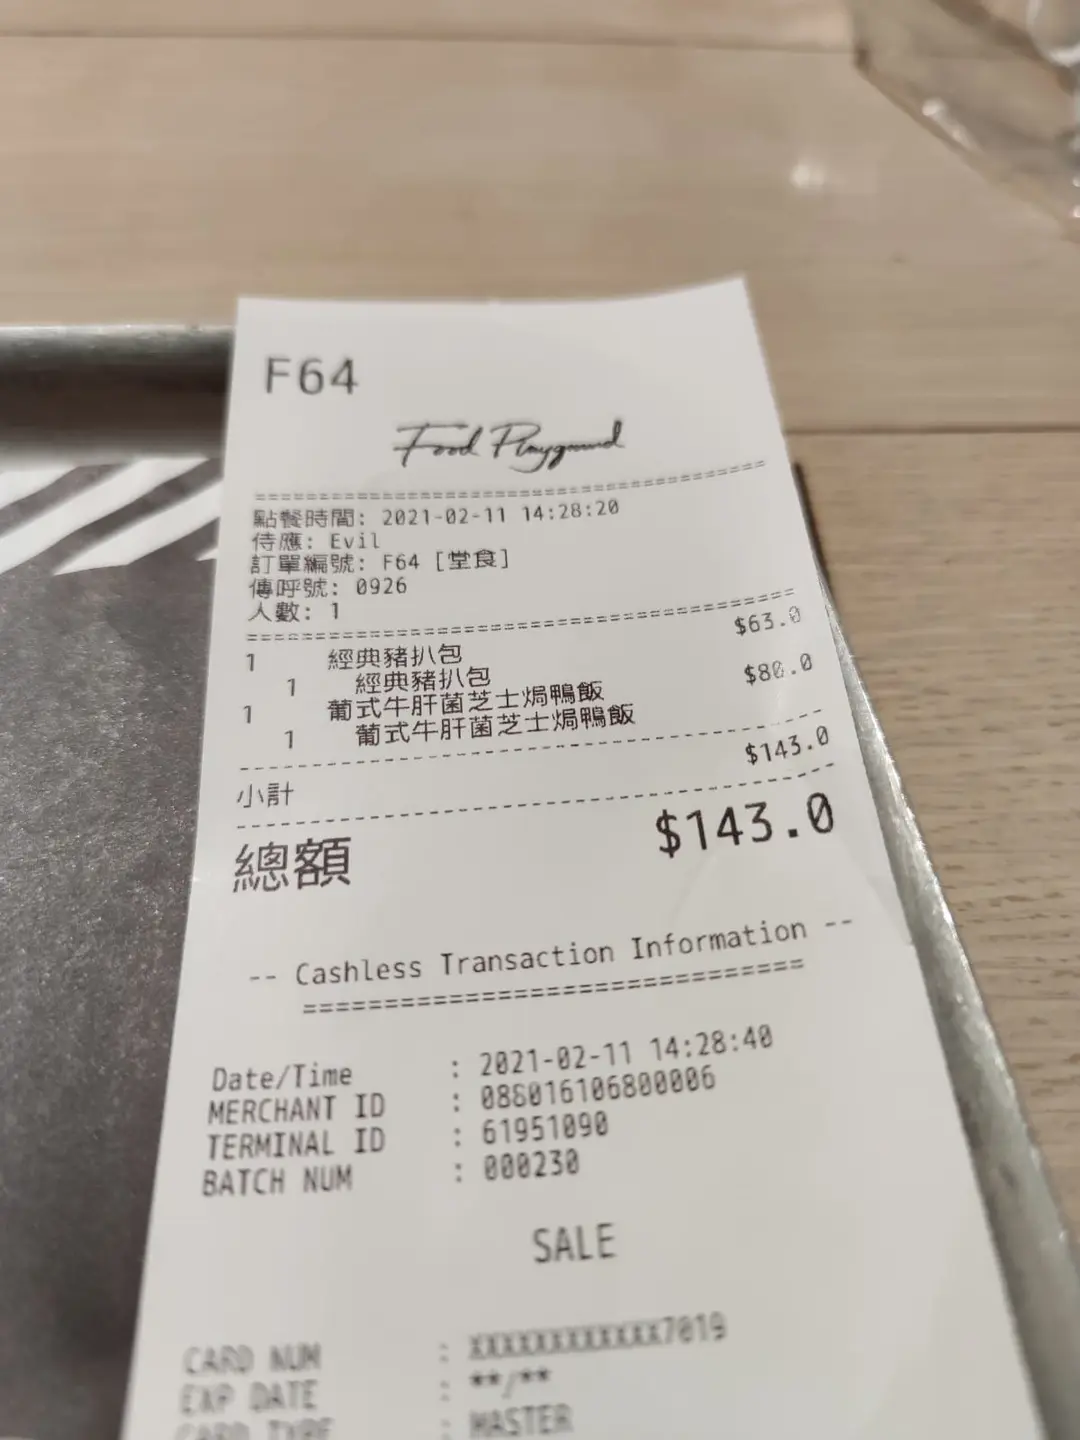 F64
Food Playground
==============================
點餐時間: 2021-02-11 14:28:20
侍應: Evil
訂單編號: F64 [堂食]
傳呼號: 0926
人數: 1
==============================
1 經典豬扒包 $63.0
1 經典豬扒包
1 葡式牛肝菌芝士焗鴨飯 $80.0
1 葡式牛肝菌芝士焗鴨飯
------------------------------
小計 $143.0
------------------------------
總額 $143.0
-- Cashless Transaction Information --
==============================
Date/Time : 2021-02-11 14:28:40
MERCHANT ID : 088016106800006
TERMINAL ID : 61951090
BATCH NUM : 000230
SALE
CARD NUM : XXXXXXXXXXXX7019
EXP DATE : **/**
CARD TYPE : MASTER